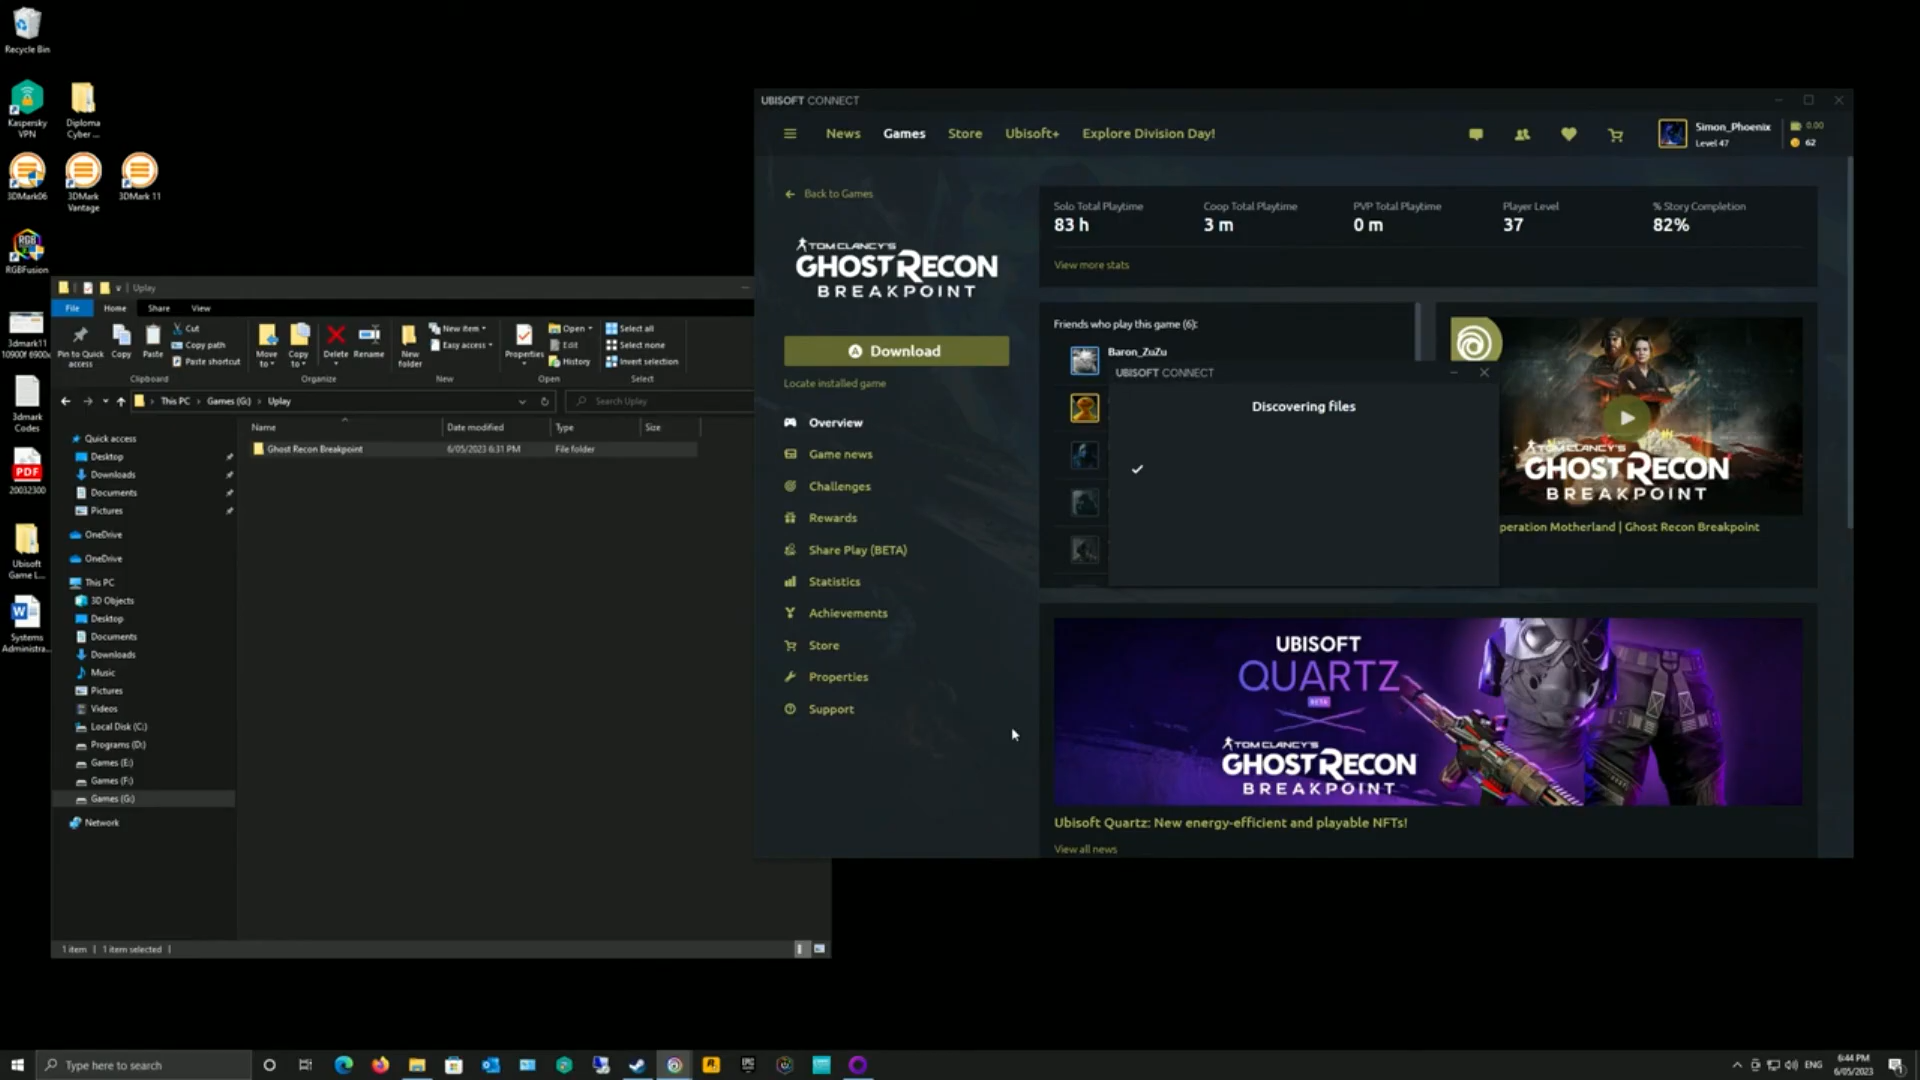 Recycle Bin
Kaspersky
VPN
Diploma
Cyber ...
3DMark06
3DMark
Vantage
3DMark 11
RGB
RGBFusion
3dmark11
10900f 6900x
3dmark
Codes
PDF
20032300
Ubisoft
Game L...
Systems
Administra...
Uplay
File
Home
Share
View
Pin to Quick
access
Copy
Paste
Cut
Copy path
Paste shortcut
Clipboard
Move
to
Copy
to
Delete
Rename
Organize
New
folder
New item
Easy access
New
Properties
Open
Edit
History
Open
Select all
Select none
Invert selection
Select
This PC
Games (G:)
Uplay
Search Uplay
Name
Date modified
Type
Size
Ghost Recon Breakpoint
6/05/2023 6:31 PM
File folder
Quick access
Desktop
Downloads
Documents
Pictures
OneDrive
OneDrive
This PC
3D Objects
Desktop
Documents
Downloads
Music
Pictures
Videos
Local Disk (C:)
Programs (D:)
Games (E:)
Games (F:)
Games (G:)
Network
1 item
1 item selected
UBISOFT CONNECT
News
Games
Store
Ubisoft+
Explore Division Day!
Simon_Phoenix
Level 47
0.00
62
Back to Games
TOM CLANCY'S
GHOST RECON
BREAKPOINT
Download
Locate installed game
Overview
Game news
Challenges
Rewards
Share Play (BETA)
Statistics
Achievements
Store
Properties
Support
Solo Total Playtime
83 h
Coop Total Playtime
3 m
PVP Total Playtime
0 m
Player Level
37
% Story Completion
82%
View more stats
Friends who play this game (6):
Baron_ZuZu
UBISOFT CONNECT
Discovering files
TOM CLANCY'S
GHOST RECON
BREAKPOINT
peration Motherland | Ghost Recon Breakpoint
UBISOFT
QUARTZ
BETA
TOM CLANCY'S
GHOST RECON
BREAKPOINT
Ubisoft Quartz: New energy-efficient and playable NFTs!
View all news
Type here to search
ENG
6:44 PM
6/05/2023